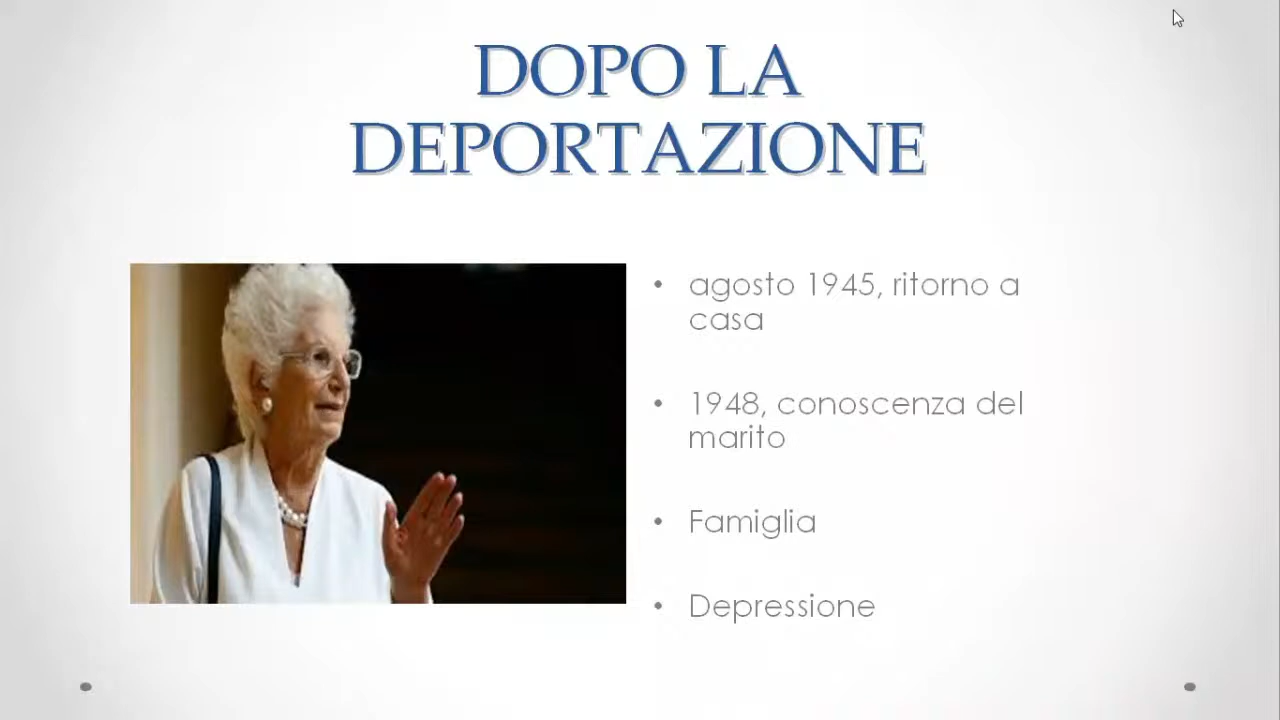 DOPO LA
DEPORTAZIONE
• agosto 1945, ritorno a
casa
• 1948, conoscenza del
marito
• Famiglia
• Depressione